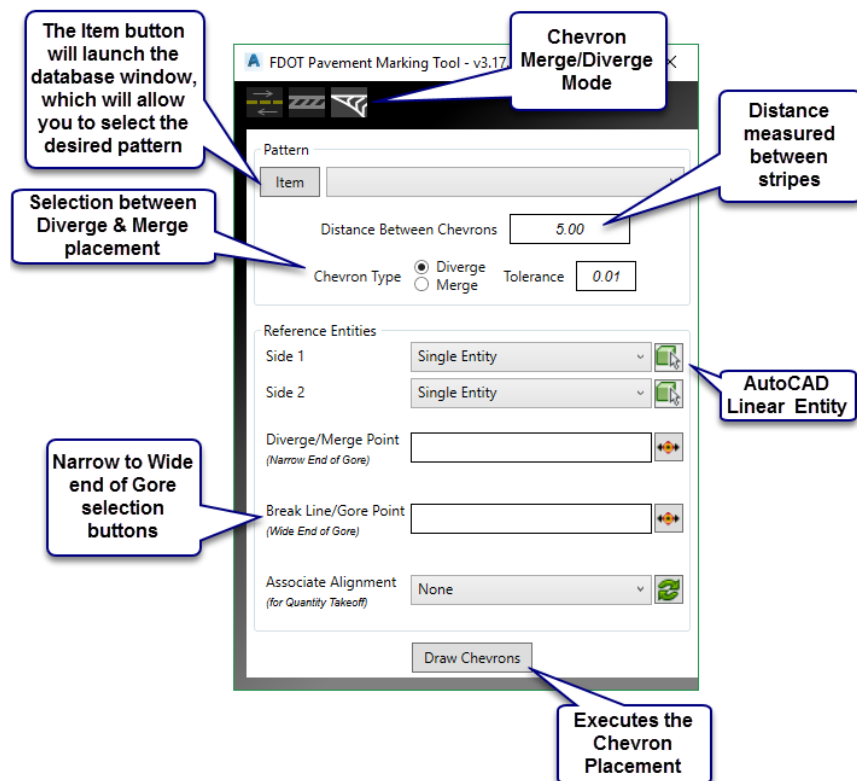 The Item button
will launch the
database window,
which will allow
you to select the
desired pattern
Chevron
Merge/Diverge
Mode
FDOT Pavement Marking Tool - v3.17.
Distance
measured
between
stripes
Pattern
Item
Selection between
Diverge & Merge
placement
Distance Between Chevrons 5.00
Chevron Type Diverge Tolerance 0.01
Merge
Reference Entities
Side 1 Single Entity
Side 2 Single Entity
AutoCAD
Linear Entity
Diverge/Merge Point
(Narrow End of Gore)
Narrow to Wide
end of Gore
selection
buttons
Break Line/Gore Point
(Wide End of Gore)
Associate Alignment None
(for Quantity Takeoff)
Draw Chevrons
Executes the
Chevron
Placement